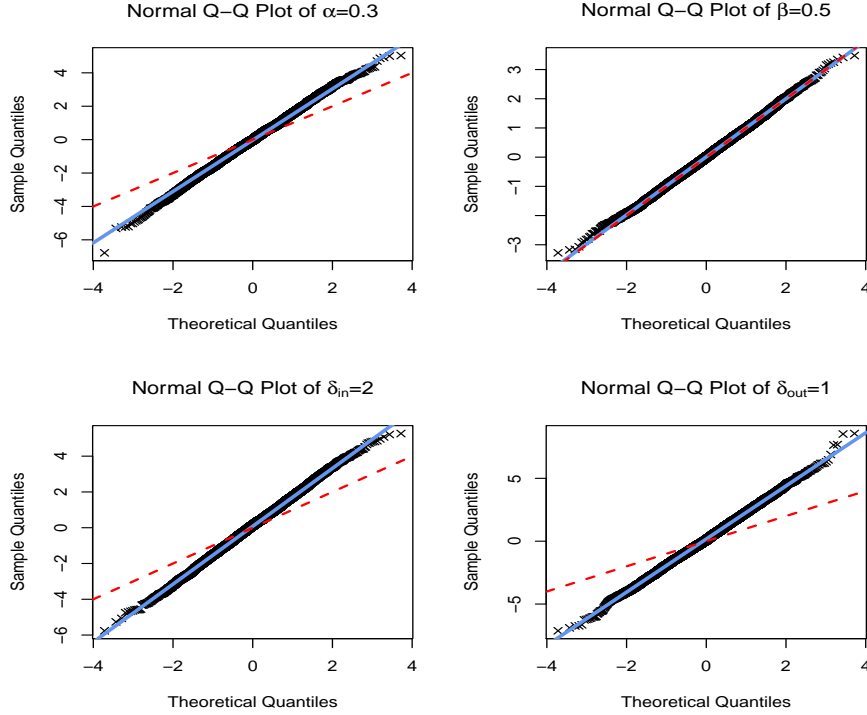 Normal Q−Q Plot of α=0.3
Sample Quantiles
4
2
0
−2
−4
−6
−4 −2 0 2 4
Theoretical Quantiles
Normal Q−Q Plot of β=0.5
Sample Quantiles
3
2
1
0
−1
−3
−4 −2 0 2 4
Theoretical Quantiles
Normal Q−Q Plot of δin=2
Sample Quantiles
4
2
0
−2
−4
−6
−4 −2 0 2 4
Theoretical Quantiles
Normal Q−Q Plot of δout=1
Sample Quantiles
5
0
−5
−4 −2 0 2 4
Theoretical Quantiles